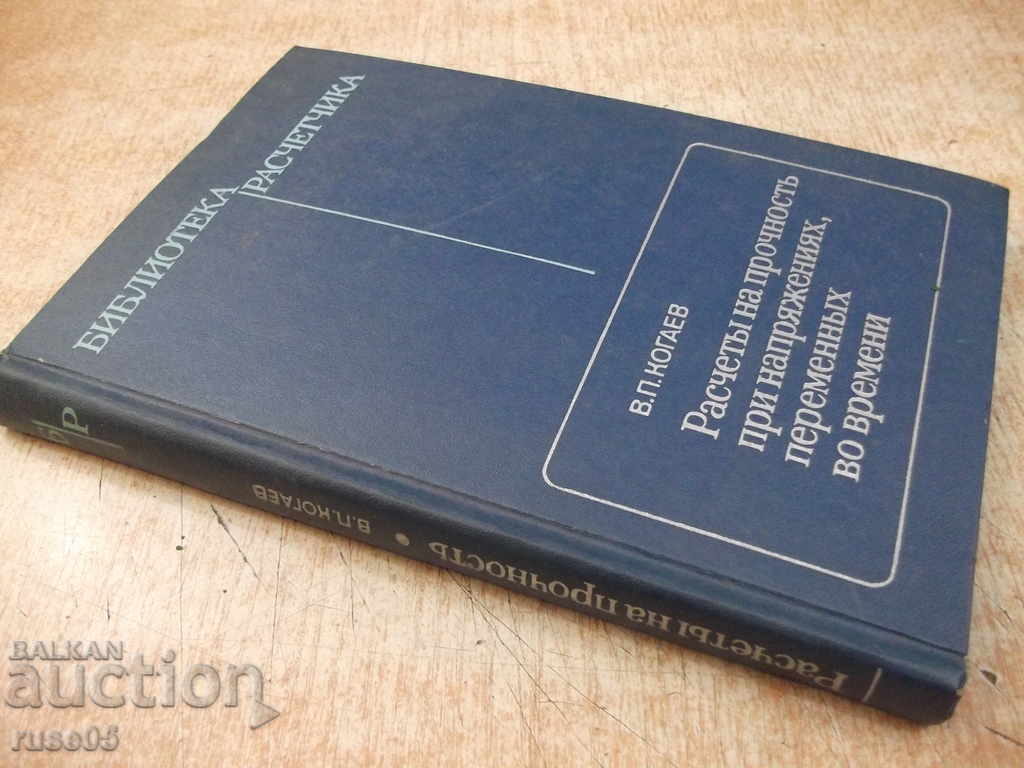 БИБЛИОТЕКА
РАСЧЕТЧИКА
В.П.КОГАЕВ
Расчеты на прочность
при напряжениях,
переменных
во времени
БР
В.П.КОГАЕВ • Расчеты на прочность
BALKAN
auction
ruse05